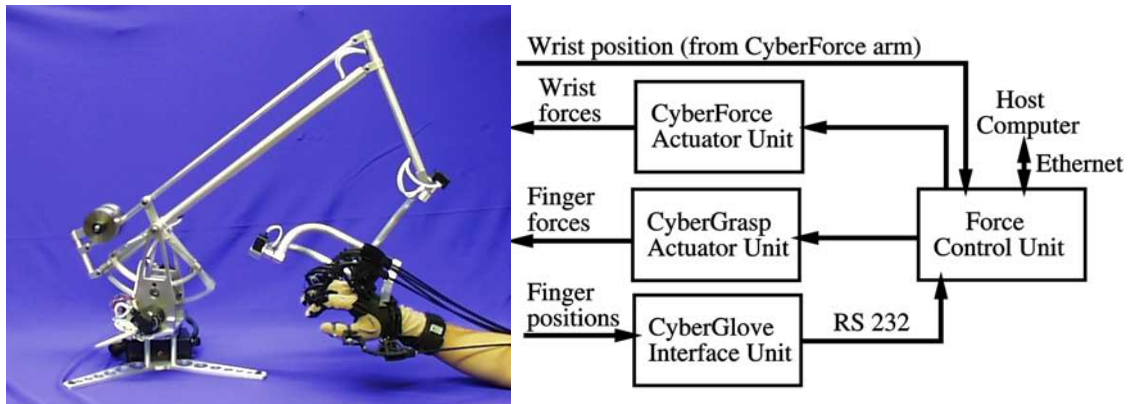 Wrist position (from CyberForce arm)
Wrist
forces
CyberForce
Actuator Unit
Host
Computer
Ethernet
Finger
forces
CyberGrasp
Actuator Unit
Force
Control Unit
Finger
positions
CyberGlove
Interface Unit
RS 232